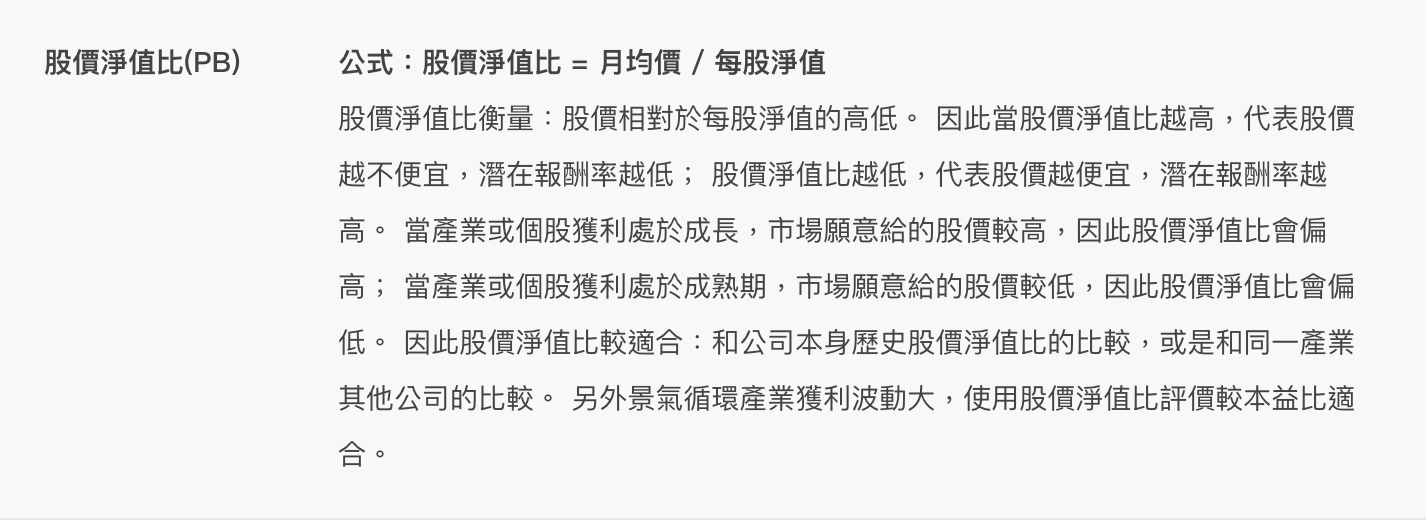 股價淨值比(PB)
公式：股價淨值比 = 月均價 / 每股淨值
股價淨值比衡量：股價相對於每股淨值的高低。 因此當股價淨值比越高，代表股價
越不便宜，潛在報酬率越低； 股價淨值比越低，代表股價越便宜，潛在報酬率越
高。 當產業或個股獲利處於成長，市場願意給的股價較高，因此股價淨值比會偏
高； 當產業或個股獲利處於成熟期，市場願意給的股價較低，因此股價淨值比會偏
低。 因此股價淨值比較適合：和公司本身歷史股價淨值比的比較，或是和同一產業
其他公司的比較。 另外景氣循環產業獲利波動大，使用股價淨值比評價較本益比適
合。